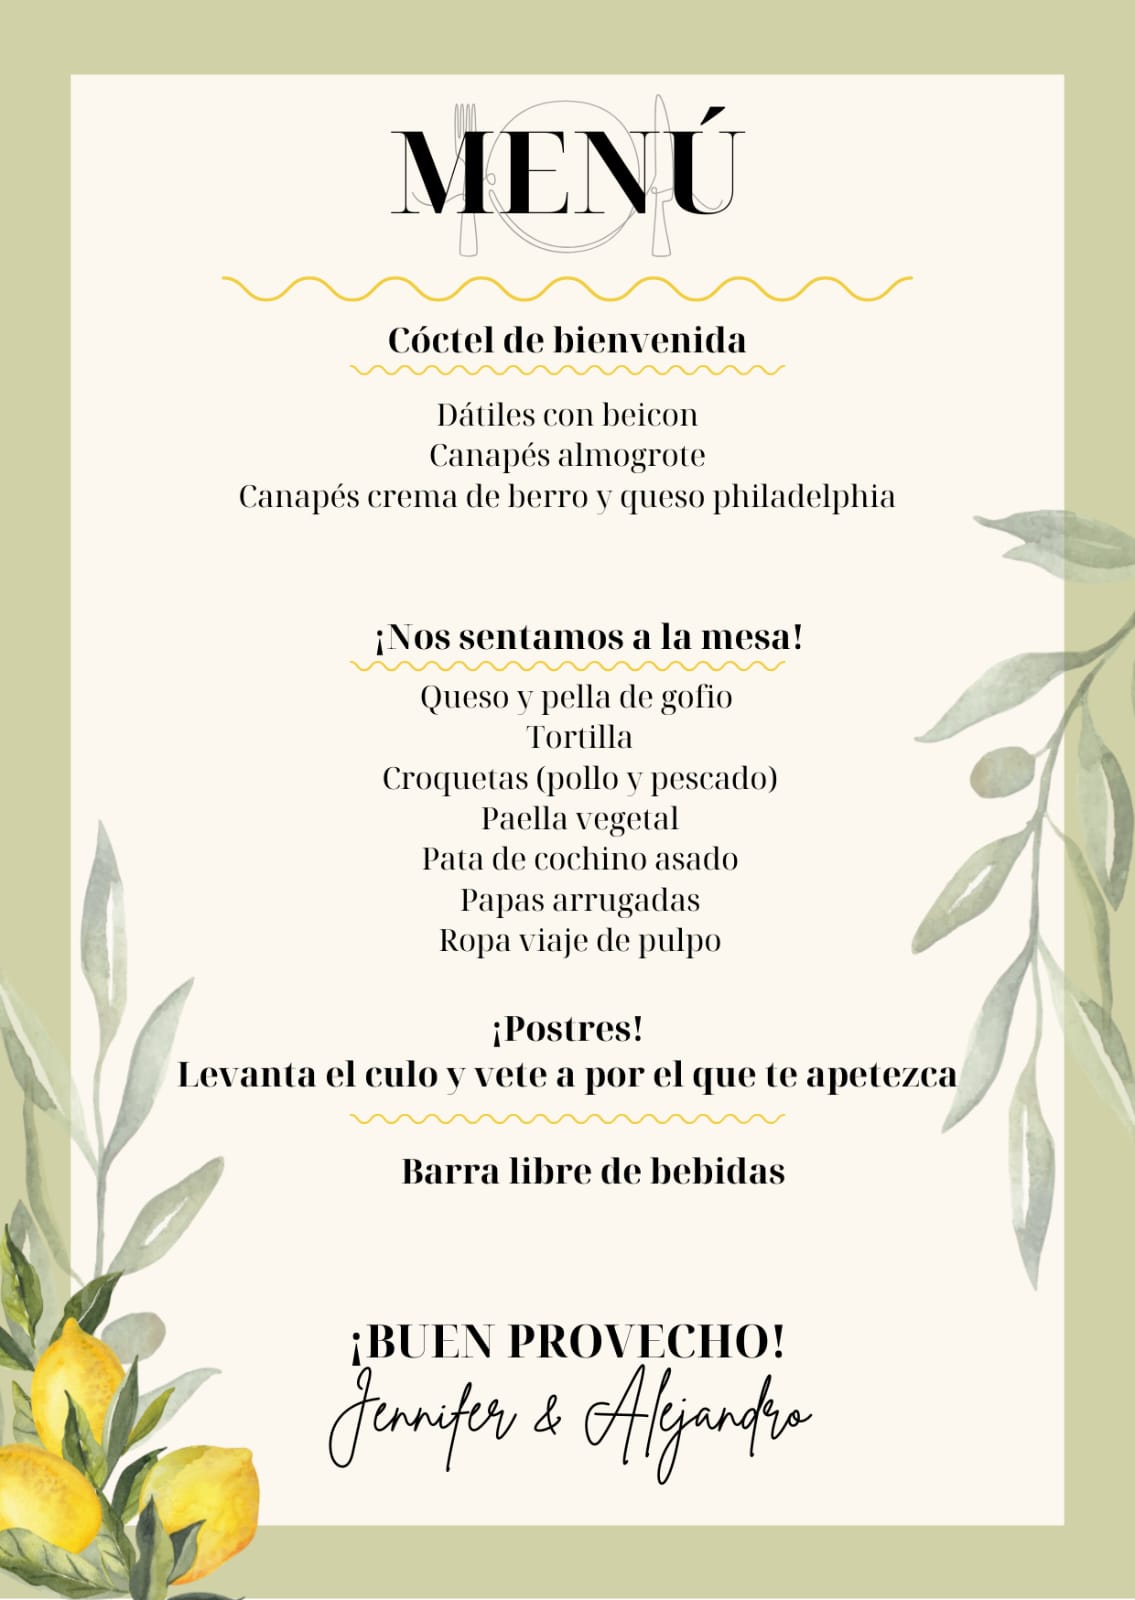 MENÚ
Cóctel de bienvenida
Dátiles con beicon
Canapés almogrote
Canapés crema de berro y queso philadelphia
¡Nos sentamos a la mesa!
Queso y pella de gofio
Tortilla
Croquetas (pollo y pescado)
Paella vegetal
Pata de cochino asado
Papas arrugadas
Ropa viaje de pulpo
¡Postres!
Levanta el culo y vete a por el que te apetezca
Barra libre de bebidas
¡BUEN PROVECHO!
Jennifer & Alejandro